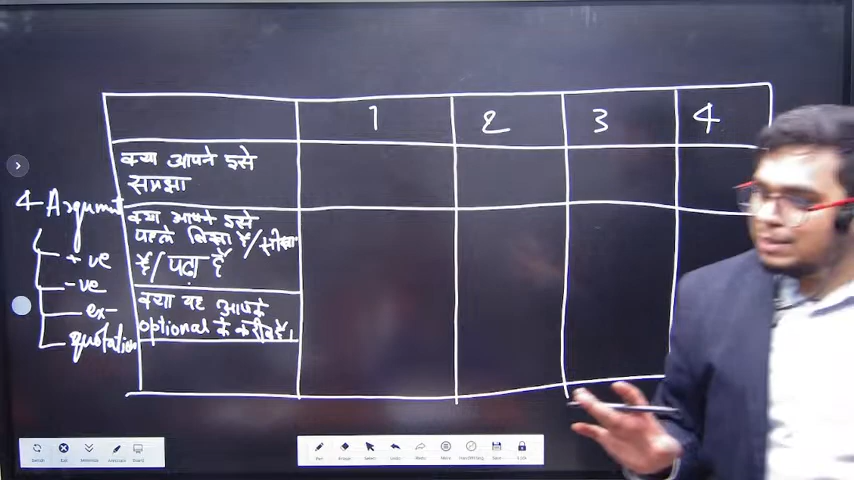 1 2 3 4
क्या आपने इसे
समझा
क्या आपने इसे
पहले लिखा है/सीखा
है/पढ़ा है
क्या यह आपके
optional के करीब है।
4 Argument
+ve
-ve
ex-
quotation